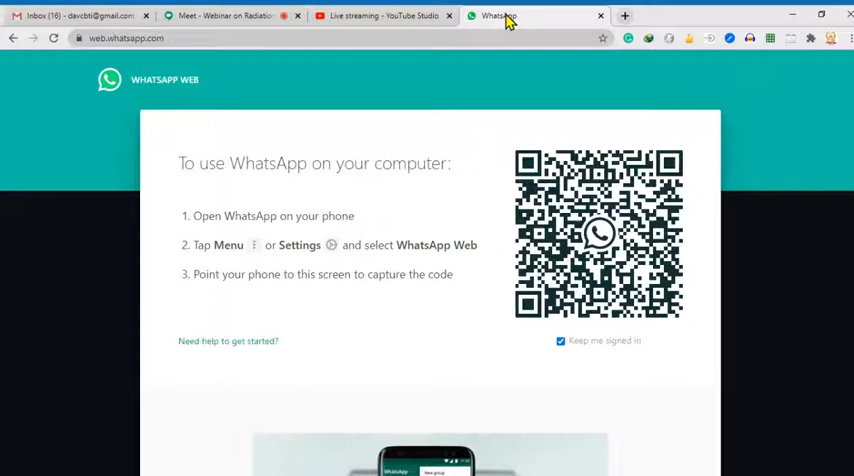 Inbox (16) - davcbti@gmail.com
Meet - Webinar on Radiation
Live streaming - YouTube Studio
WhatsApp
web.whatsapp.com
WHATSAPP WEB
To use WhatsApp on your computer:
1. Open WhatsApp on your phone
2. Tap Menu or Settings and select WhatsApp Web
3. Point your phone to this screen to capture the code
Need help to get started?
Keep me signed in
WhatsApp
New group